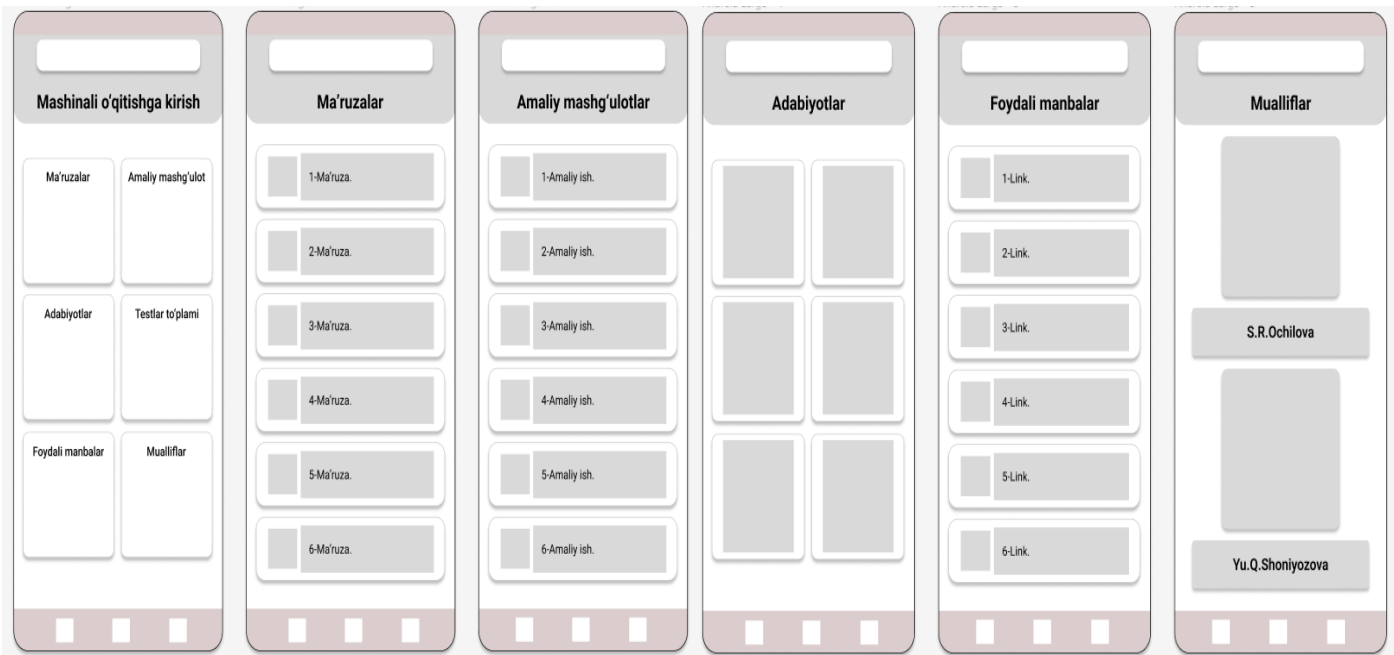 Mashinali o‘qitishga kirish
Ma’ruzalar
Amaliy mashg‘ulot
Adabiyotlar
Testlar to‘plami
Foydali manbalar
Mualliflar
Ma’ruzalar
1-Ma’ruza.
2-Ma’ruza.
3-Ma’ruza.
4-Ma’ruza.
5-Ma’ruza.
6-Ma’ruza.
Amaliy mashg‘ulotlar
1-Amaliy ish.
2-Amaliy ish.
3-Amaliy ish.
4-Amaliy ish.
5-Amaliy ish.
6-Amaliy ish.
Adabiyotlar
Foydali manbalar
1-Link.
2-Link.
3-Link.
4-Link.
5-Link.
6-Link.
Mualliflar
S.R.Ochilova
Yu.Q.Shoniyozova